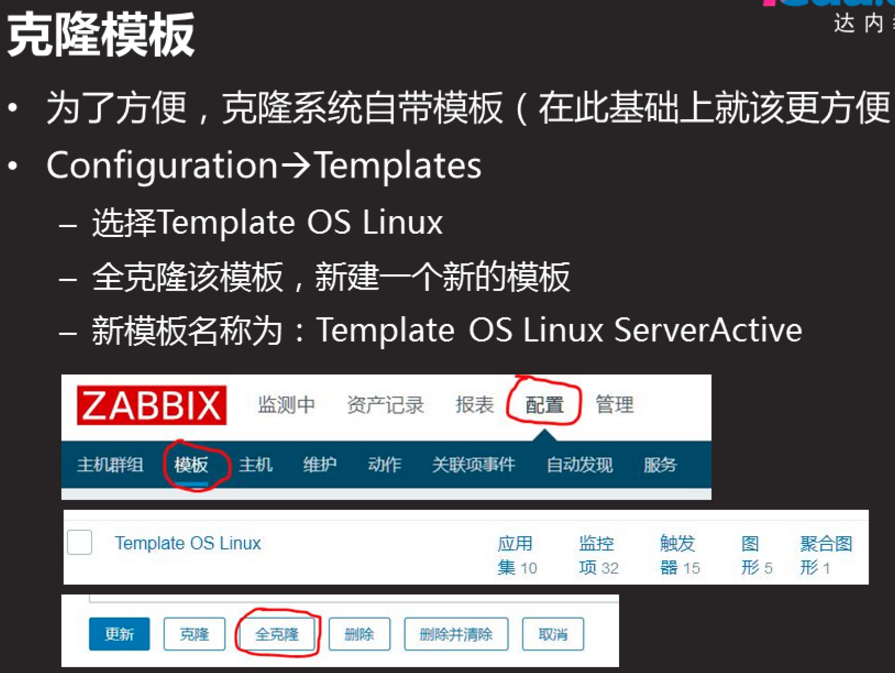 克隆模板
达内
• 为了方便，克隆系统自带模板（在此基础上就该更方便
• Configuration→Templates
– 选择Template OS Linux
– 全克隆该模板，新建一个新的模板
– 新模板名称为：Template OS Linux ServerActive
ZABBIX 监测中 资产记录 报表 配置 管理
主机群组 模板 主机 维护 动作 关联项事件 自动发现 服务
Template OS Linux 应用 监控 触发 图 聚合图
集 10 项 32 器 15 形 5 形 1
更新 克隆 全克隆 删除 删除并清除 取消